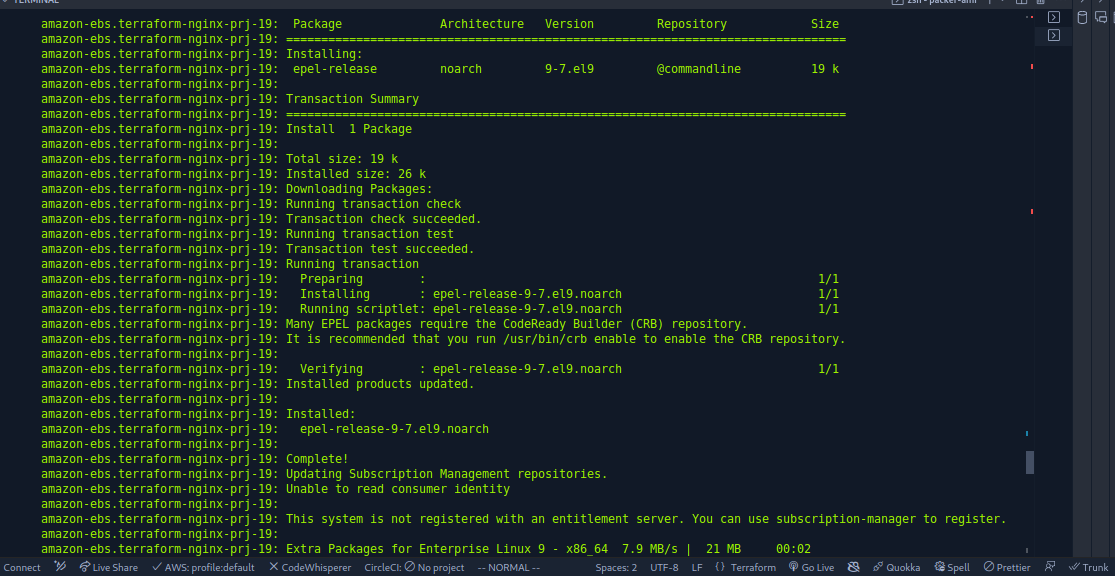 TERMINAL
zsh - packer-ami
amazon-ebs.terraform-nginx-prj-19:  Package              Architecture   Version         Repository            Size
amazon-ebs.terraform-nginx-prj-19: ================================================================================
amazon-ebs.terraform-nginx-prj-19: Installing:
amazon-ebs.terraform-nginx-prj-19:  epel-release         noarch         9-7.el9         @commandline          19 k
amazon-ebs.terraform-nginx-prj-19:
amazon-ebs.terraform-nginx-prj-19: Transaction Summary
amazon-ebs.terraform-nginx-prj-19: ================================================================================
amazon-ebs.terraform-nginx-prj-19: Install  1 Package
amazon-ebs.terraform-nginx-prj-19:
amazon-ebs.terraform-nginx-prj-19: Total size: 19 k
amazon-ebs.terraform-nginx-prj-19: Installed size: 26 k
amazon-ebs.terraform-nginx-prj-19: Downloading Packages:
amazon-ebs.terraform-nginx-prj-19: Running transaction check
amazon-ebs.terraform-nginx-prj-19: Transaction check succeeded.
amazon-ebs.terraform-nginx-prj-19: Running transaction test
amazon-ebs.terraform-nginx-prj-19: Transaction test succeeded.
amazon-ebs.terraform-nginx-prj-19: Running transaction
amazon-ebs.terraform-nginx-prj-19:   Preparing        :                                                        1/1
amazon-ebs.terraform-nginx-prj-19:   Installing       : epel-release-9-7.el9.noarch                            1/1
amazon-ebs.terraform-nginx-prj-19:   Running scriptlet: epel-release-9-7.el9.noarch                            1/1
amazon-ebs.terraform-nginx-prj-19: Many EPEL packages require the CodeReady Builder (CRB) repository.
amazon-ebs.terraform-nginx-prj-19: It is recommended that you run /usr/bin/crb enable to enable the CRB repository.
amazon-ebs.terraform-nginx-prj-19:
amazon-ebs.terraform-nginx-prj-19:   Verifying        : epel-release-9-7.el9.noarch                            1/1
amazon-ebs.terraform-nginx-prj-19: Installed products updated.
amazon-ebs.terraform-nginx-prj-19:
amazon-ebs.terraform-nginx-prj-19: Installed:
amazon-ebs.terraform-nginx-prj-19:   epel-release-9-7.el9.noarch
amazon-ebs.terraform-nginx-prj-19:
amazon-ebs.terraform-nginx-prj-19: Complete!
amazon-ebs.terraform-nginx-prj-19: Updating Subscription Management repositories.
amazon-ebs.terraform-nginx-prj-19: Unable to read consumer identity
amazon-ebs.terraform-nginx-prj-19:
amazon-ebs.terraform-nginx-prj-19: This system is not registered with an entitlement server. You can use subscription-manager to register.
amazon-ebs.terraform-nginx-prj-19:
amazon-ebs.terraform-nginx-prj-19: Extra Packages for Enterprise Linux 9 - x86_64  7.9 MB/s |  21 MB     00:02
Connect Live Share AWS: profile:default CodeWhisperer CircleCI: No project -- NORMAL -- Spaces: 2 UTF-8 LF {} Terraform Go Live Quokka Spell Prettier Trunk